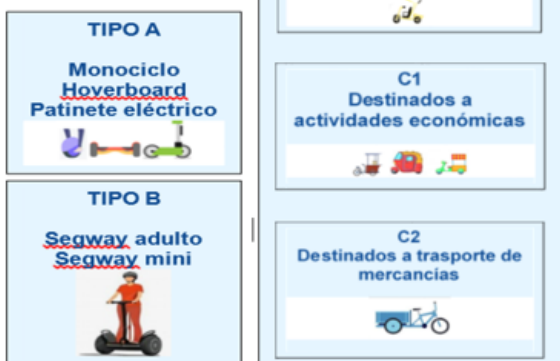 TIPO A
Monociclo
Hoverboard
Patinete eléctrico
TIPO B
Segway adulto
Segway mini
C1
Destinados a
actividades económicas
C2
Destinados a trasporte de
mercancías